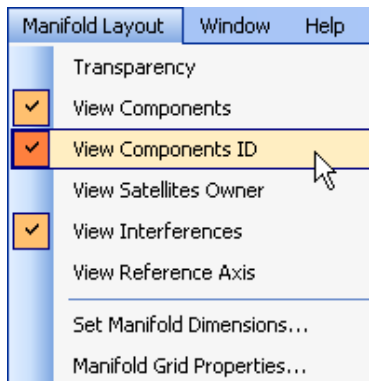 Manifold Layout Window Help
Transparency
View Components
View Components ID
View Satellites Owner
View Interferences
View Reference Axis
Set Manifold Dimensions...
Manifold Grid Properties...